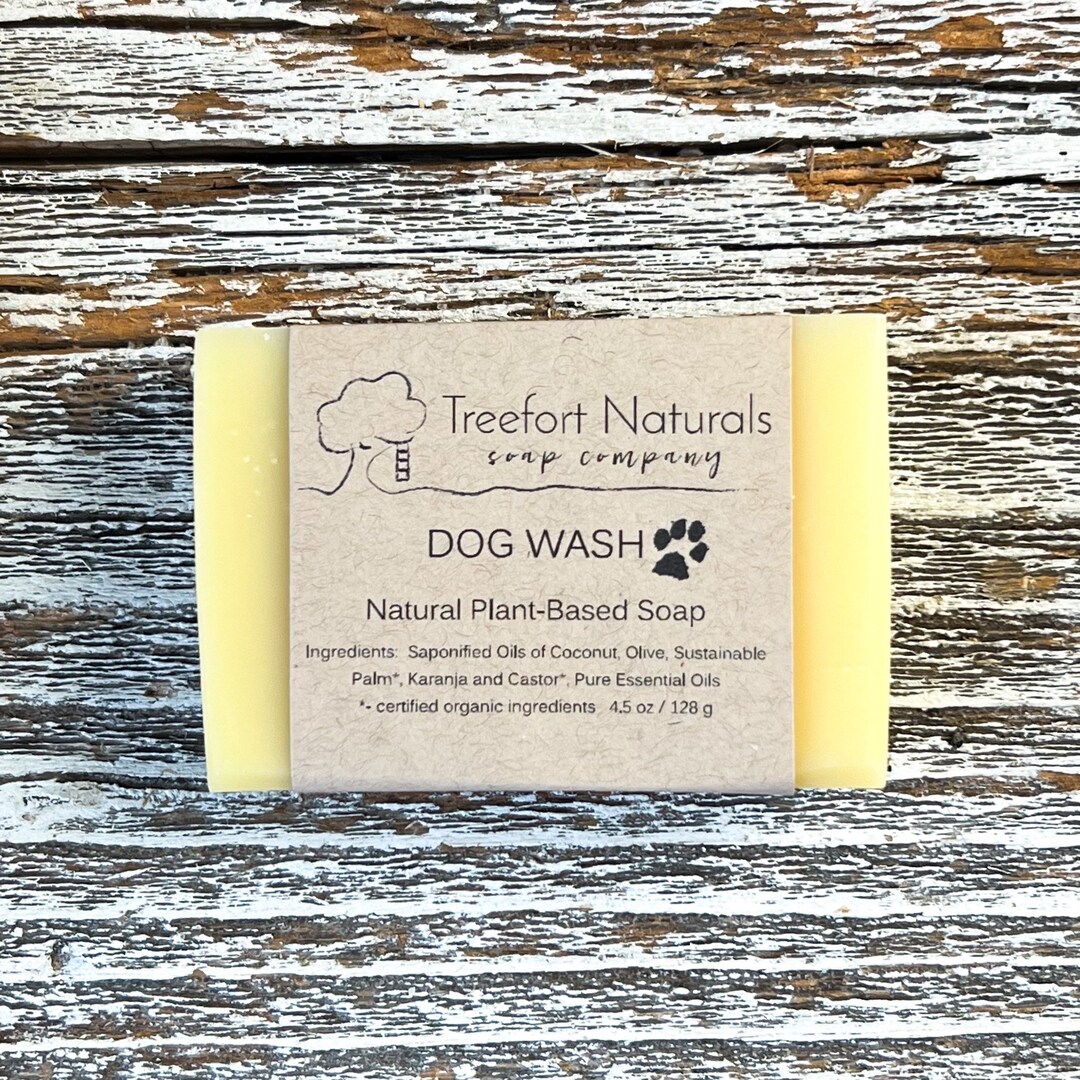 Treefort Naturals
soap company
DOG WASH
Natural Plant-Based Soap
Ingredients: Saponified Oils of Coconut, Olive, Sustainable
Palm*, Karanja and Castor*, Pure Essential Oils
*- certified organic ingredients 4.5 oz / 128 g